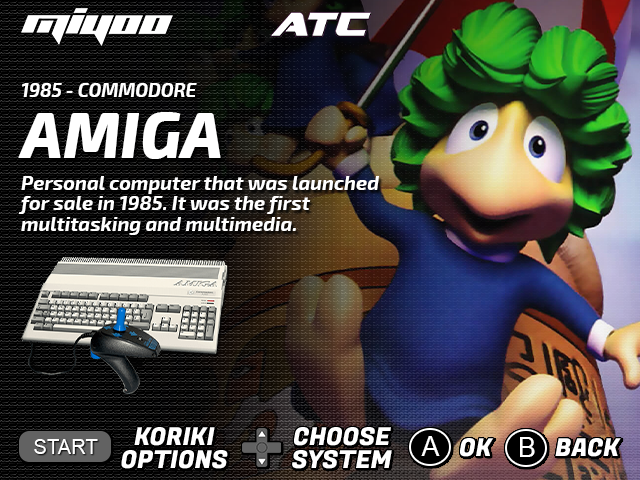 miyoo
ATC
1985 - COMMODORE
AMIGA
Personal computer that was launched
for sale in 1985. It was the first
multitasking and multimedia.
AMIGA
START
KORIKI
OPTIONS
CHOOSE
SYSTEM
A
OK
B
BACK